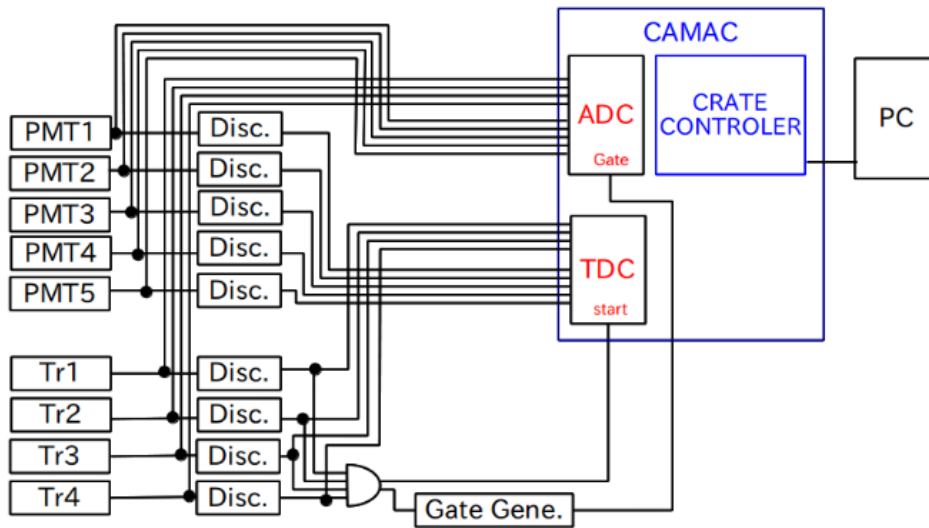 CAMAC
ADC
Gate
CRATE
CONTROLER
PC
PMT1
Disc.
PMT2
Disc.
PMT3
Disc.
PMT4
Disc.
PMT5
Disc.
TDC
start
Tr1
Disc.
Tr2
Disc.
Tr3
Disc.
Tr4
Disc.
Gate Gene.